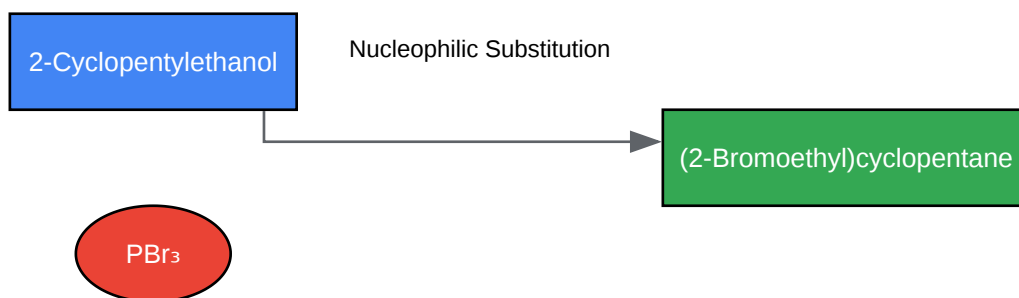 2-Cyclopentylethanol
Nucleophilic Substitution
(2-Bromoethyl)cyclopentane
PBr₃